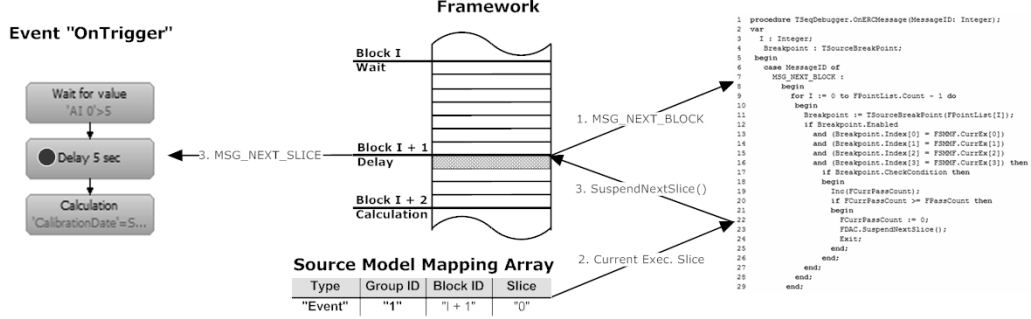 Event "OnTrigger"
Wait for value
'AI 0'>5
Delay 5 sec
Calculation
'CalibrationDate'=S...
3. MSG_NEXT_SLICE
Framework
Block I
Wait
Block I + 1
Delay
Block I + 2
Calculation
1. MSG_NEXT_BLOCK
3. SuspendNextSlice()
2. Current Exec. Slice
Source Model Mapping Array
Type Group ID Block ID Slice
"Event" "1" "I + 1" "0"
1 procedure TSeqDebugger.OnERCMessage(MessageID: Integer);
2 var
3 I : Integer;
4 Breakpoint : TSourceBreakPoint;
5 begin
6 case MessageID of
7 MSG_NEXT_BLOCK :
8 begin
9 for I := 0 to FPointList.Count - 1 do
10 begin
11 Breakpoint := TSourceBreakPoint(FPointList[I]);
12 if Breakpoint.Enabled
13 and (Breakpoint.Index[0] = FSMMF.CurrEx[0])
14 and (Breakpoint.Index[1] = FSMMF.CurrEx[1])
15 and (Breakpoint.Index[2] = FSMMF.CurrEx[2])
16 and (Breakpoint.Index[3] = FSMMF.CurrEx[3]) then
17 if Breakpoint.CheckCondition then
18 begin
19 Inc(FCurrPassCount);
20 if FCurrPassCount >= FPassCount then
21 begin
22 FCurrPassCount := 0;
23 FDAC.SuspendNextSlice();
24 Exit;
25 end;
26 end;
27 end;
28 end;
29 end;